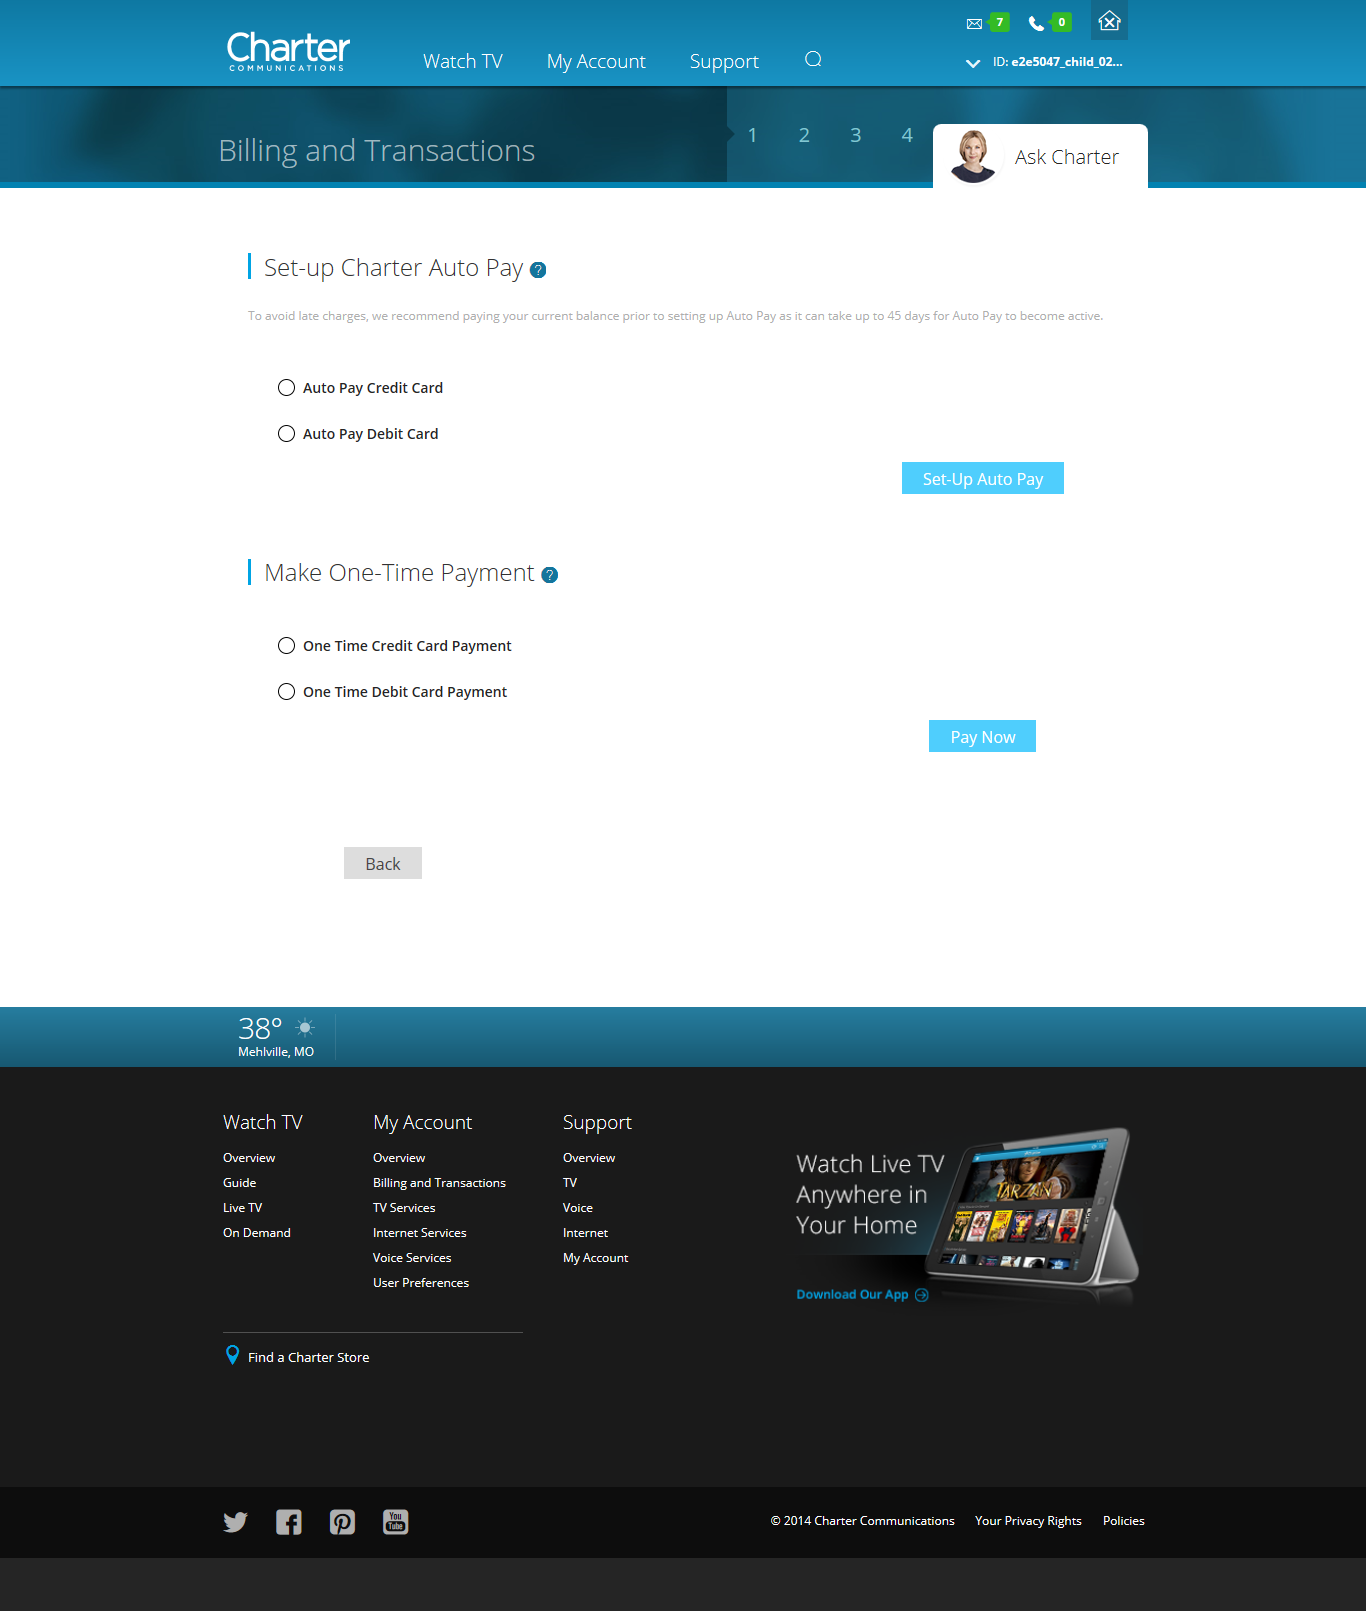 7
0
Charter
COMMUNICATIONS
Watch TV
My Account
Support
ID: e2e5047_child_02...
Billing and Transactions
1
2
3
4
Ask Charter
Set-up Charter Auto Pay ?
To avoid late charges, we recommend paying your current balance prior to setting up Auto Pay as it can take up to 45 days for Auto Pay to become active.
Auto Pay Credit Card
Auto Pay Debit Card
Set-Up Auto Pay
Make One-Time Payment ?
One Time Credit Card Payment
One Time Debit Card Payment
Pay Now
Back
38°
Mehlville, MO
Watch TV
Overview
Guide
Live TV
On Demand
My Account
Overview
Billing and Transactions
TV Services
Internet Services
Voice Services
User Preferences
Support
Overview
TV
Voice
Internet
My Account
Watch Live TV
Anywhere in
Your Home
Download Our App
TARZAN
Find a Charter Store
You
Tube
© 2014 Charter Communications
Your Privacy Rights
Policies